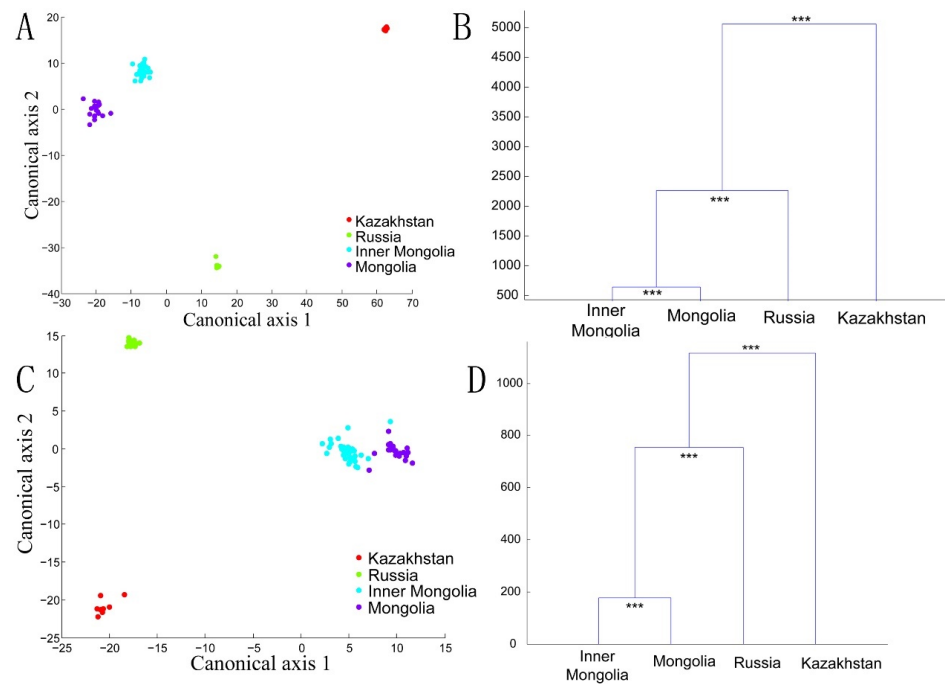 A
20
10
0
−10
−20
−30
−40
−30
−20
−10
0
10
20
30
40
50
60
70
Canonical axis 2
Canonical axis 1
Kazakhstan
Russia
Inner Mongolia
Mongolia
B
5000
4500
4000
3500
3000
2500
2000
1500
1000
500
***
***
***
Inner
Mongolia
Mongolia
Russia
Kazakhstan
C
15
10
5
0
−5
−10
−15
−20
−25
−25
−20
−15
−10
−5
0
5
10
15
Canonical axis 2
Canonical axis 1
Kazakhstan
Russia
Inner Mongolia
Mongolia
D
1000
800
600
400
200
0
***
***
***
Inner
Mongolia
Mongolia
Russia
Kazakhstan